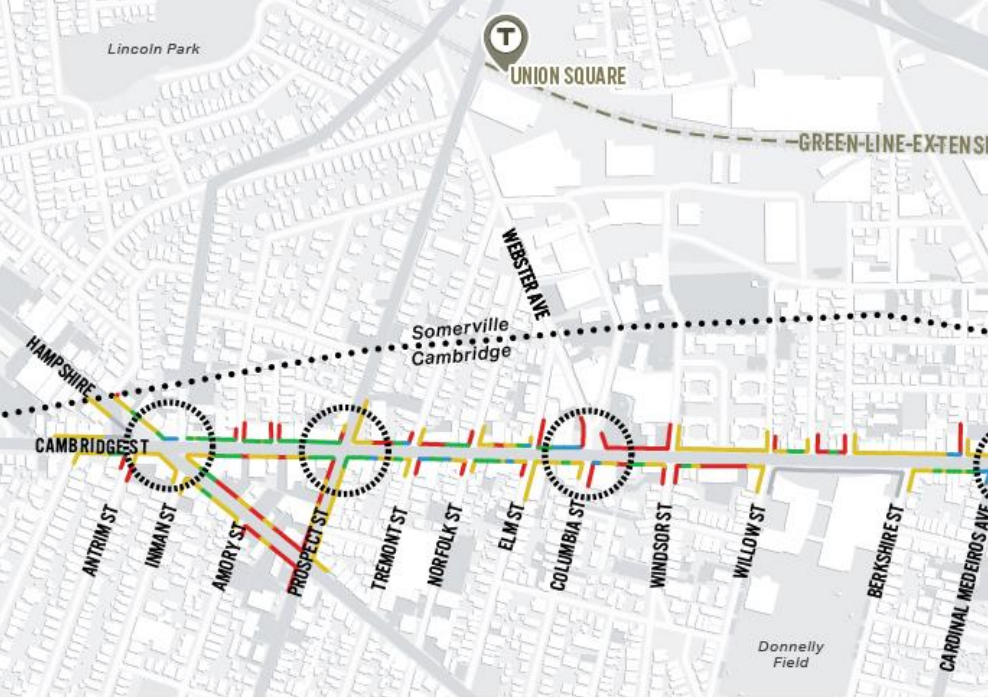 Lincoln Park
T
UNION SQUARE
GREEN-LINE-EXTENSI
WEBSTER AVE
Somerville
Cambridge
HAMPSHIRE
CAMBRIDGE ST
ANTRIM ST
INMAN ST
AMORY ST
PROSPECT ST
TREMONT ST
NORFOLK ST
ELM ST
COLUMBIA ST
WINDSOR ST
WILLOW ST
BERKSHIRE ST
CARDINAL MEDEIROS AVE
Donnelly
Field